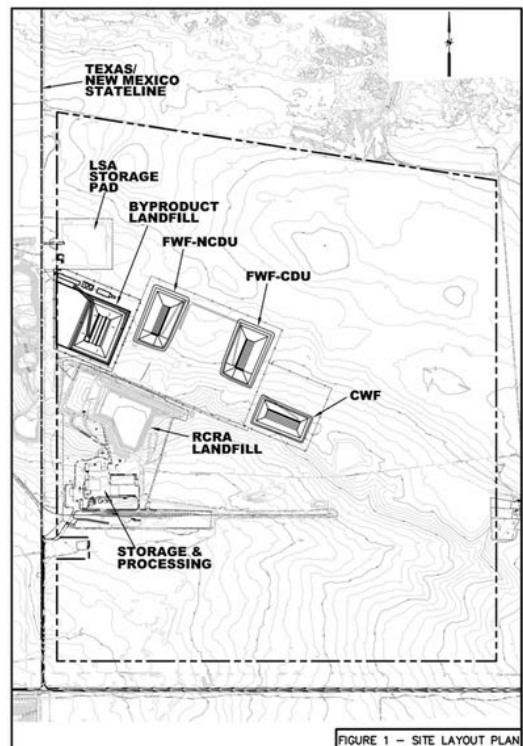 TEXAS/
NEW MEXICO
STATELINE
LSA
STORAGE
PAD
BYPRODUCT
LANDFILL
FWF-NCDU
FWF-CDU
CWF
RCRA
LANDFILL
STORAGE &
PROCESSING
FIGURE 1 – SITE LAYOUT PLAN